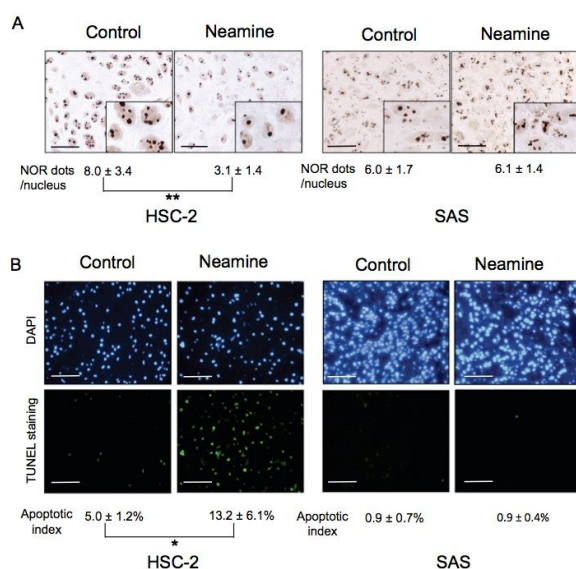 A
Control Neamine Control Neamine
NOR dots
/nucleus
8.0 ± 3.4 3.1 ± 1.4
NOR dots
/nucleus
6.0 ± 1.7 6.1 ± 1.4
**
HSC-2 SAS
B
Control Neamine Control Neamine
DAPI
TUNEL staining
Apoptotic
index
5.0 ± 1.2% 13.2 ± 6.1%
Apoptotic
index
0.9 ± 0.7% 0.9 ± 0.4%
*
HSC-2 SAS